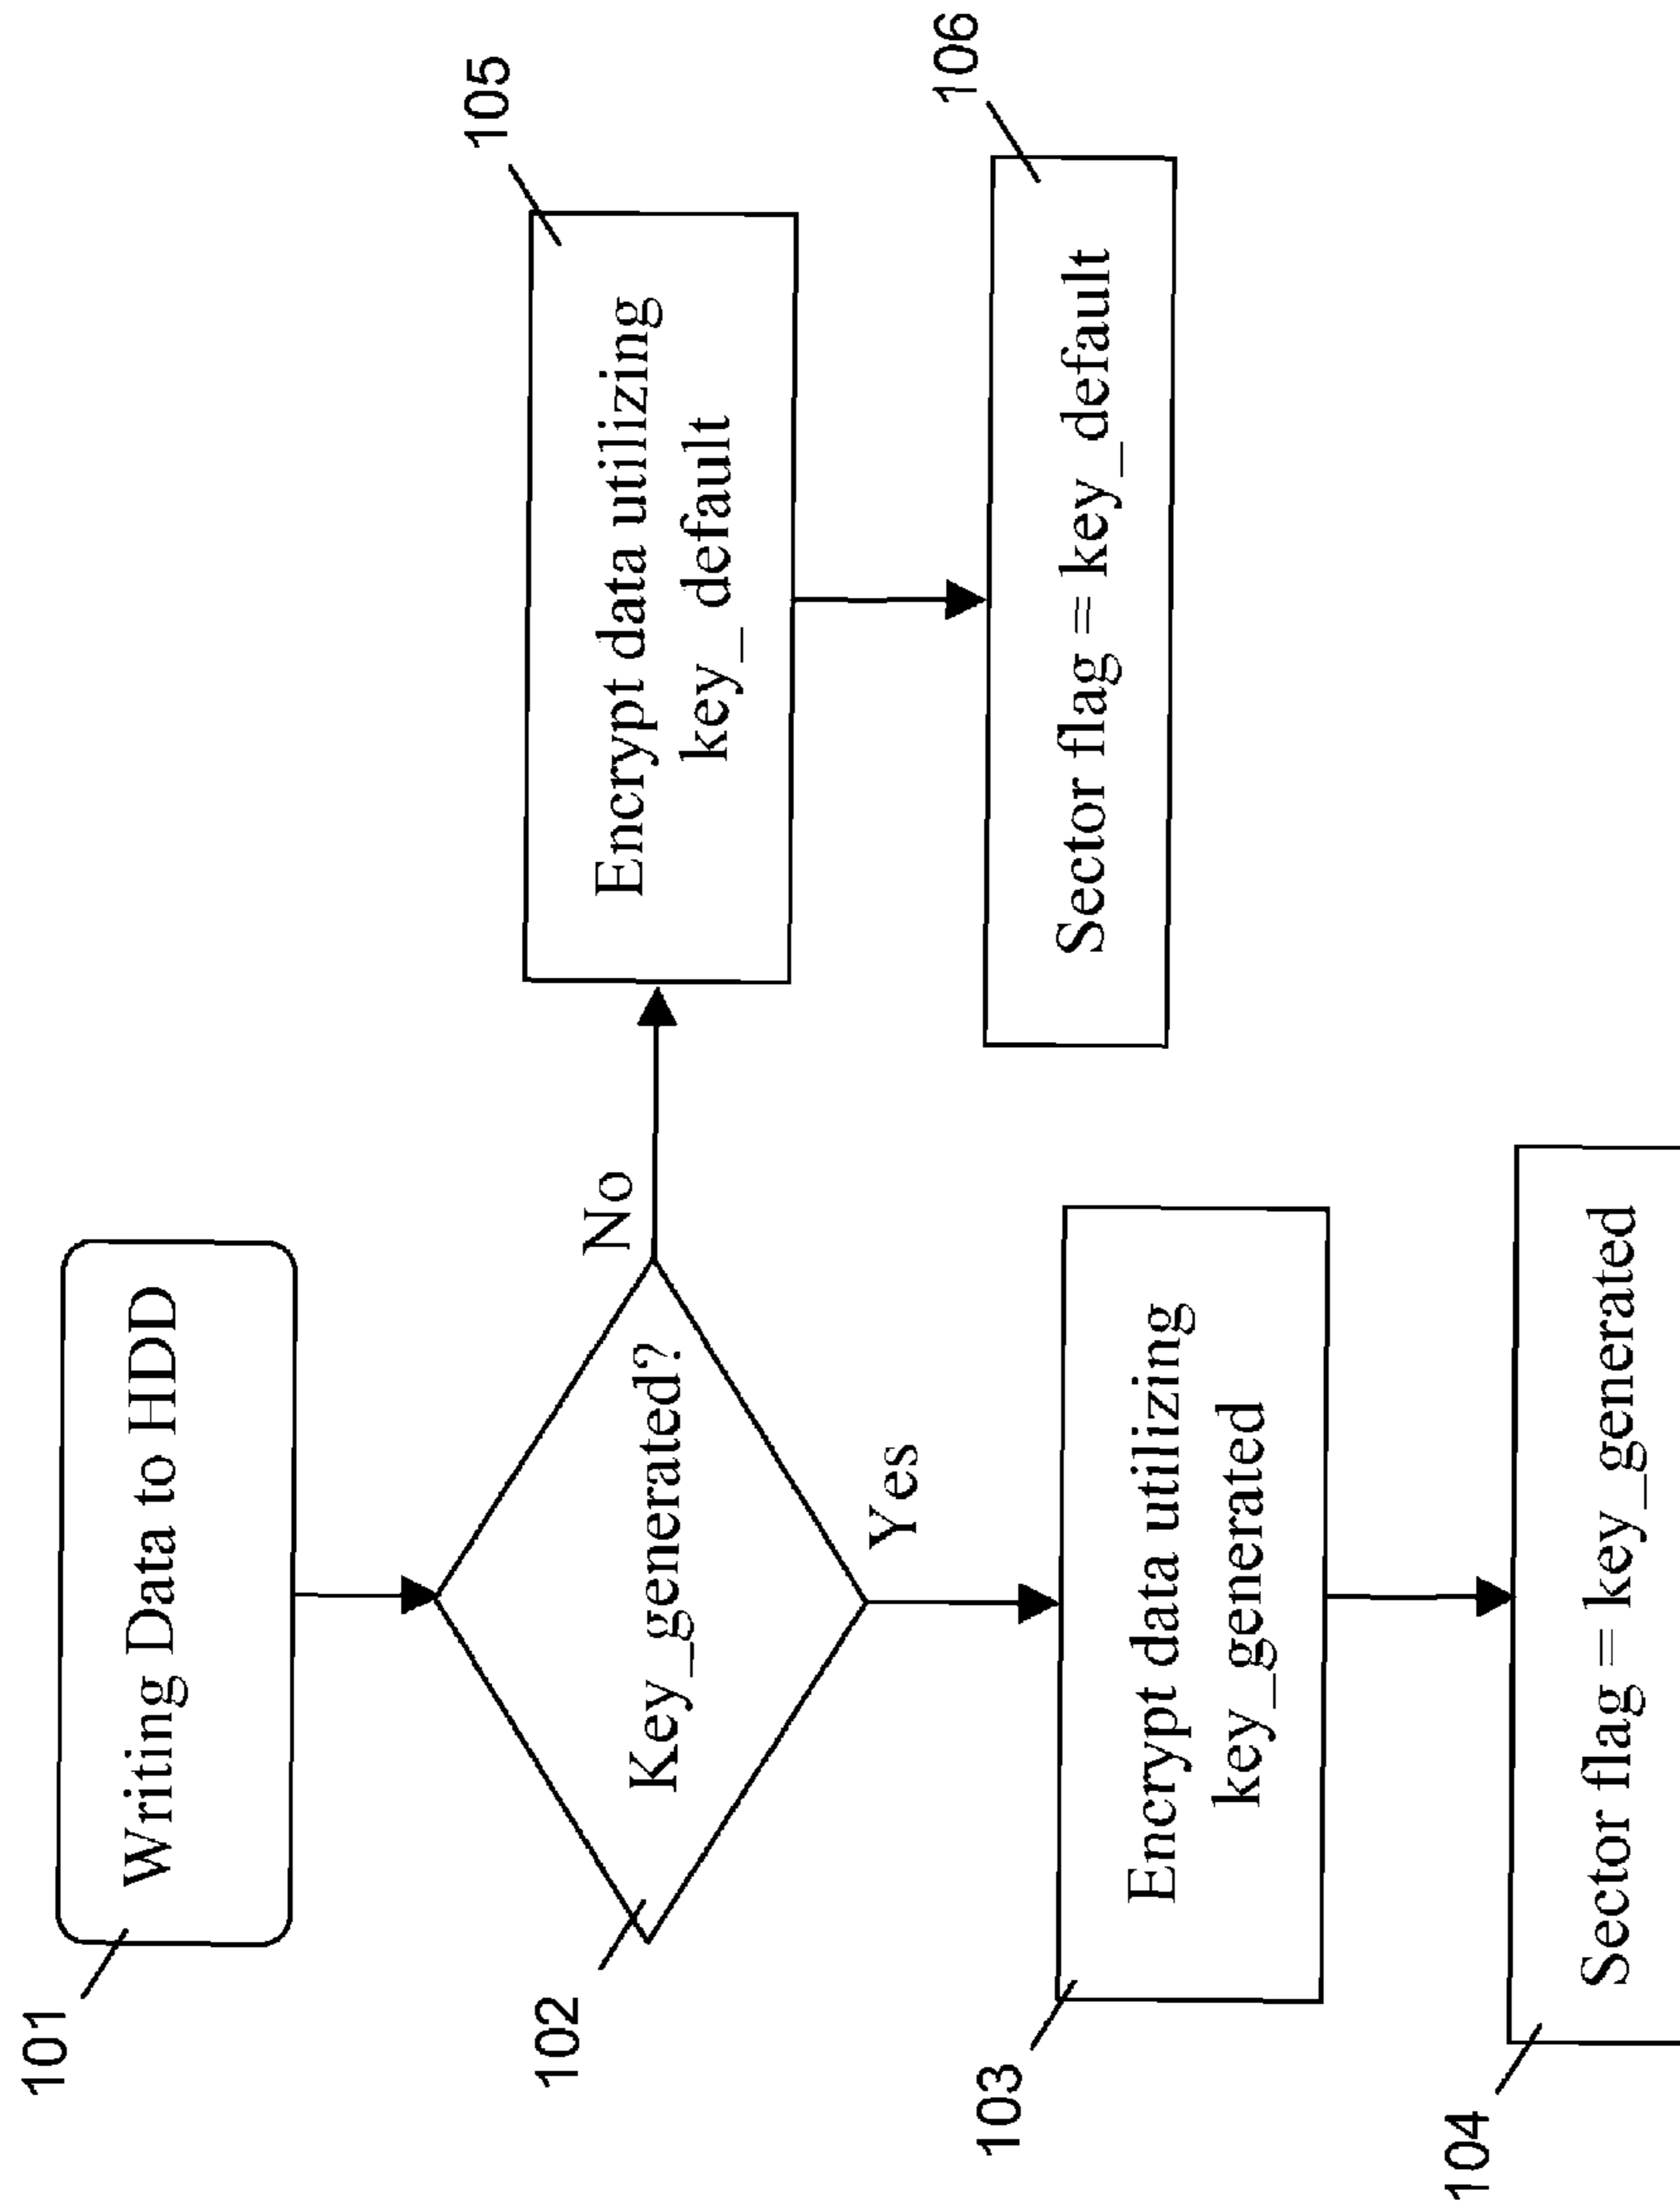 101
Writing Data to HDD
102
Key_generated?
No
Yes
105
Encrypt data utilizing
key_default
106
Sector flag = key_default
103
Encrypt data utilizing
key_generated
104
Sector flag = key_generated